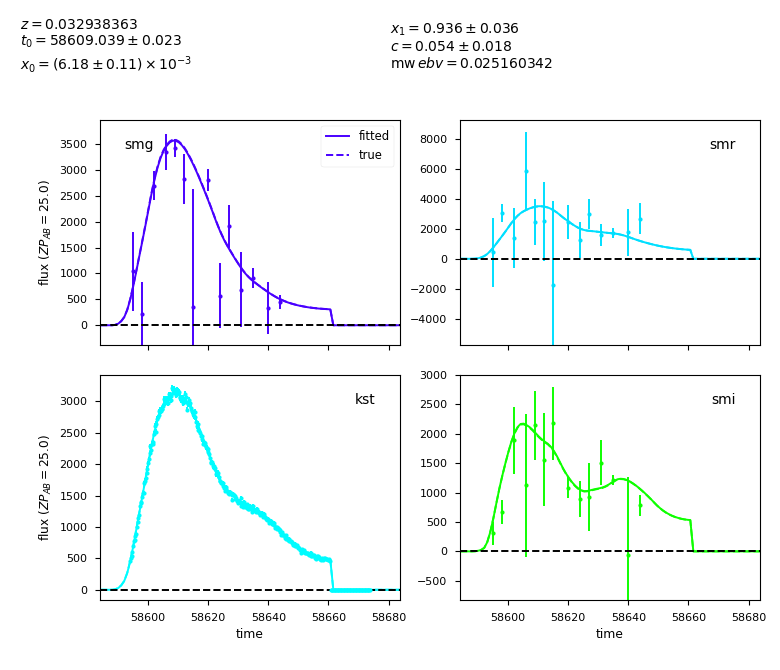 z = 0.032938363
t₀ = 58609.039 ± 0.023
x₀ = (6.18 ± 0.11) × 10⁻³
x₁ = 0.936 ± 0.036
c = 0.054 ± 0.018
mw ebv = 0.025160342
smg
fitted
true
flux (ZP_AB = 25.0)
3500
3000
2500
2000
1500
1000
500
0
smr
8000
6000
4000
2000
0
−2000
−4000
kst
flux (ZP_AB = 25.0)
3000
2500
2000
1500
1000
500
0
58600 58620 58640 58660 58680
time
smi
3000
2500
2000
1500
1000
500
0
−500
58600 58620 58640 58660 58680
time